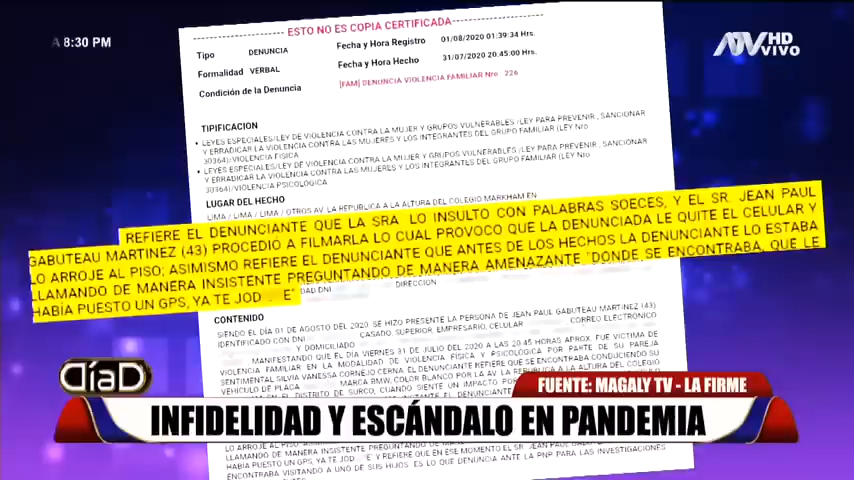 A 8:30 PM
ATV HD
VIVO
ESTO NO ES COPIA CERTIFICADA
Tipo DENUNCIA Fecha y Hora Registro 01/08/2020 01:39:34 Hrs.
Formalidad VERBAL Fecha y Hora Hecho 31/07/2020 20:45:00 Hrs.
Condición de la Denuncia [FAM] DENUNCIA VIOLENCIA FAMILIAR Nro. 226
TIPIFICACION
• LEYES ESPECIALES/LEY DE VIOLENCIA CONTRA LA MUJER Y GRUPOS VULNERABLES /LEY PARA PREVENIR , SANCIONAR
Y ERRADICAR LA VIOLENCIA CONTRA LAS MUJERES Y LOS INTEGRANTES DEL GRUPO FAMILIAR (LEY Nro
30364)/VIOLENCIA FISICA
• LEYES ESPECIALES/LEY DE VIOLENCIA CONTRA LA MUJER Y GRUPOS VULNERABLES /LEY PARA PREVENIR , SANCIONAR
Y ERRADICAR LA VIOLENCIA CONTRA LAS MUJERES Y LOS INTEGRANTES DEL GRUPO FAMILIAR (LEY Nro
30364)/VIOLENCIA PSICOLOGICA
LUGAR DEL HECHO
LIMA / LIMA / LIMA / OTROS AV. LA REPUBLICA A LA ALTURA DEL COLEGIO MARKHAM EN
REFIERE EL DENUNCIANTE QUE LA SRA LO INSULTO CON PALABRAS SOECES, Y EL SR. JEAN PAUL
GABUTEAU MARTINEZ (43) PROCEDIÓ A FILMARLA LO CUAL PROVOCO QUE LA DENUNCIADA LE QUITE EL CELULAR Y
LO ARROJE AL PISO; ASIMISMO REFIERE EL DENUNCIANTE QUE ANTES DE LOS HECHOS LA DENUNCIANTE LO ESTABA
LLAMANDO DE MANERA INSISTENTE PREGUNTANDO DE MANERA AMENAZANTE "DONDE SE ENCONTRABA, QUE LE
HABÍA PUESTO UN GPS, YA TE JOD... E"
DAD DNI DIRECCION
CONTENIDO
SIENDO EL DÍA 01 DE AGOSTO DEL 2020, SE HIZO PRESENTE LA PERSONA DE JEAN PAUL GABUTEAU MARTINEZ (43)
IDENTIFICADO CON DNI CASADO, SUPERIOR, EMPRESARIO, CELULAR CORREO ELECTRONICO
Y DOMICILIADO
MANIFESTANDO QUE EL DÍA VIERNES 31 DE JULIO DEL 2020 A LAS 20:45 HORAS APROX. FUE VICTIMA DE
VIOLENCIA FAMILIAR EN LA MODALIDAD DE VIOLENCIA FÍSICA Y PSICOLÓGICA POR PARTE DE SU PAREJA
SENTIMENTAL SILVIA VANESSA CORNEJO CERNA. EL DENUNCIANTE REFIERE QUE SE ENCONTRABA CONDUCIENDO SU
VEHICULO DE PLACA MARCA BMW, COLOR BLANCO POR LA AV LA REPUBLICA A LA ALTURA DEL COLEGIO
EN EL DISTRITO DE SURCO, CUANDO SIENTE UN IMPACTO
DíaD
FUENTE: MAGALY TV - LA FIRME
INFIDELIDAD Y ESCÁNDALO EN PANDEMIA
LO ARROJE AL PISO; ASIMISMO REFIERE EL DENUNCIANTE QUE
LLAMANDO DE MANERA INSISTENTE PREGUNTANDO DE
HABIA PUESTO UN GPS, YA TE JOD... E" Y REFIERE QUE EN ESE MOMENTO EL SR. JEAN PAUL
ENCONTRABA VISITANDO A UNO DE SUS HIJOS. ES LO QUE DENUNCIA ANTE LA PNP PARA LAS INVESTIGACIONES